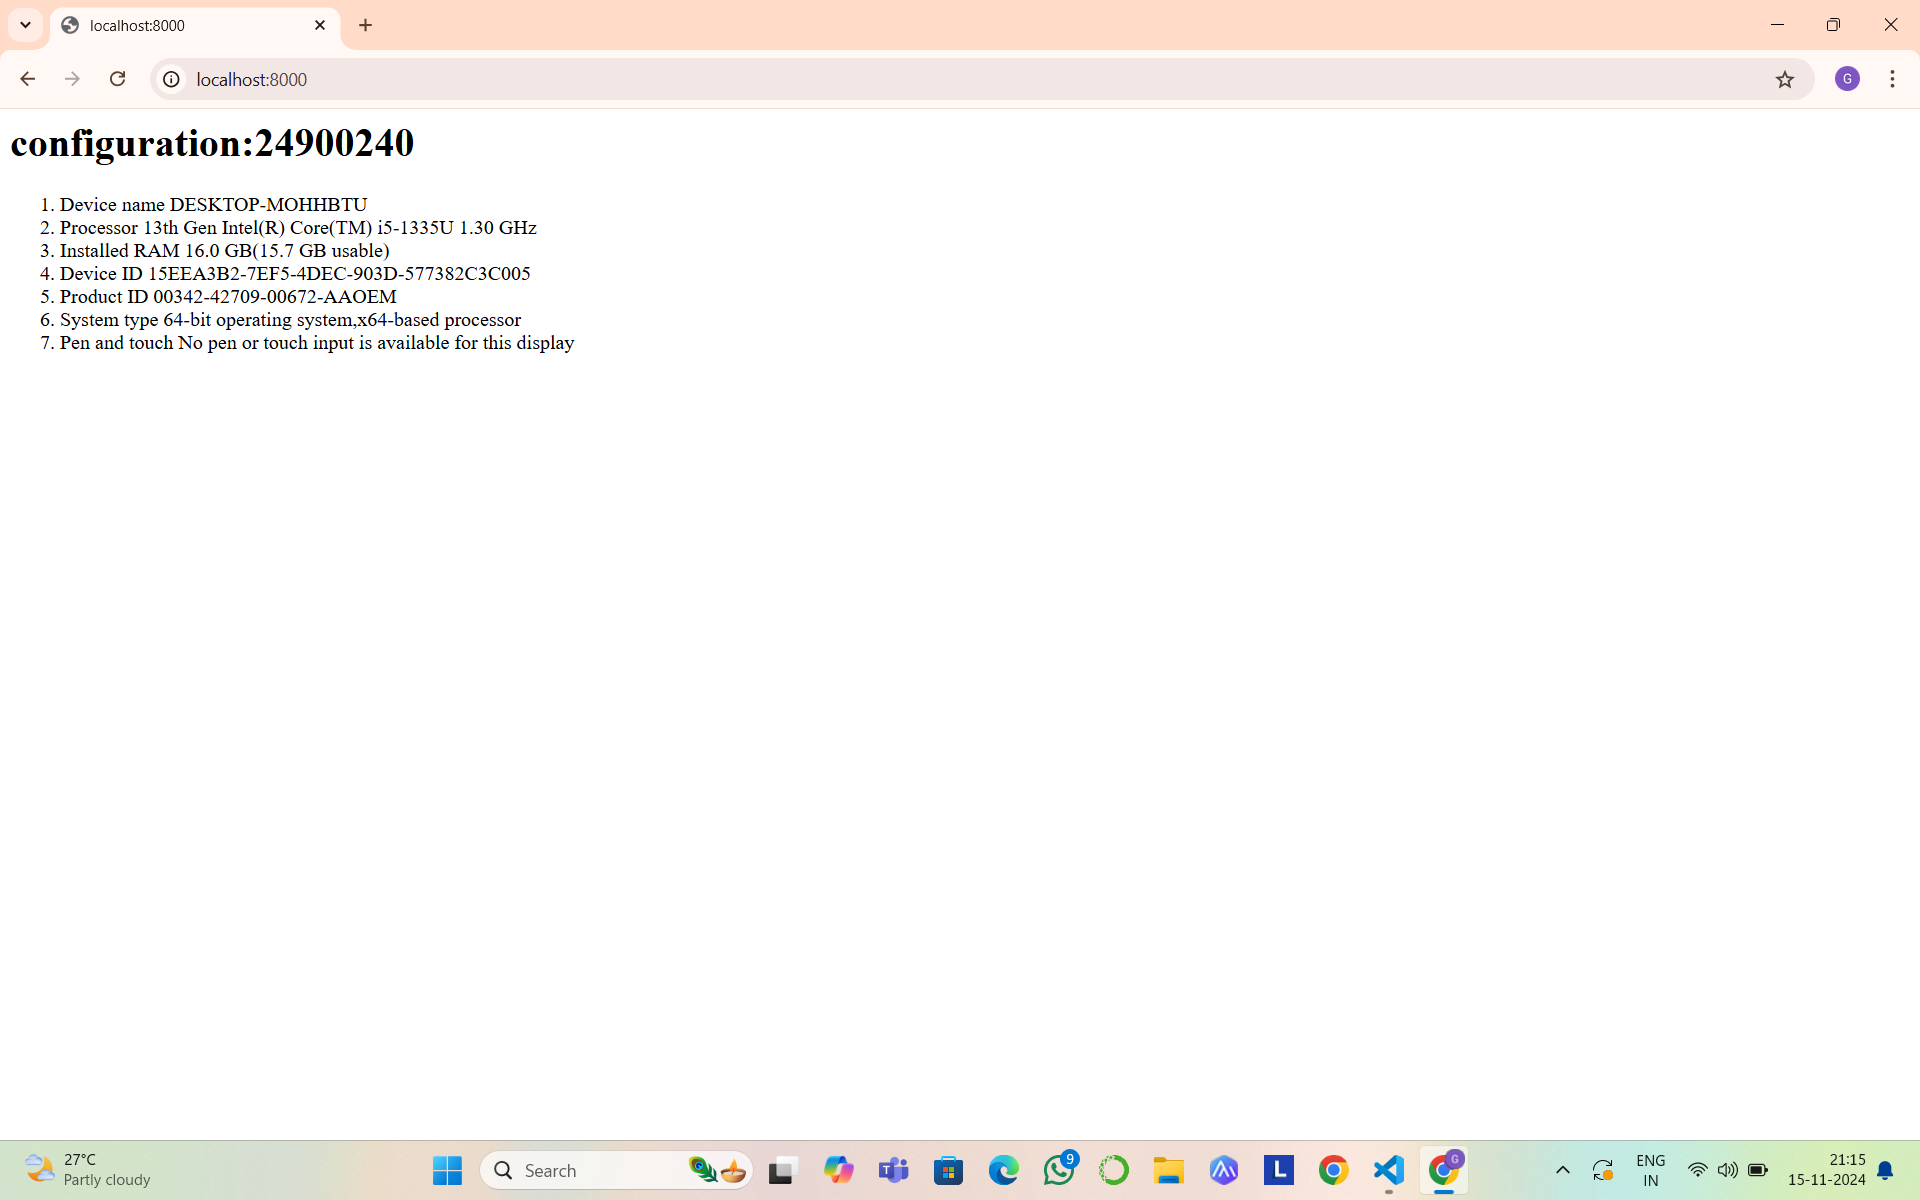 localhost:8000
localhost:8000
G
configuration:24900240
1. Device name DESKTOP-MOHHBTU
2. Processor 13th Gen Intel(R) Core(TM) i5-1335U 1.30 GHz
3. Installed RAM 16.0 GB(15.7 GB usable)
4. Device ID 15EEA3B2-7EF5-4DEC-903D-577382C3C005
5. Product ID 00342-42709-00672-AAOEM
6. System type 64-bit operating system,x64-based processor
7. Pen and touch No pen or touch input is available for this display
27°C
Partly cloudy
Search
T
9
L
G
ENG
IN
21:15
15-11-2024